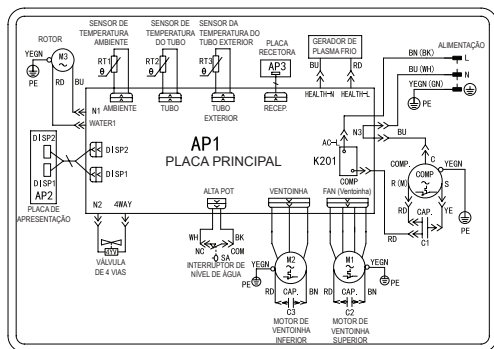 ROTOR
SENSOR DE
TEMPERATURA
AMBIENTE
SENSOR DE
TEMPERATURA
DO TUBO
SENSOR DA
TEMPERATURA DO
TUBO EXTERIOR
PLACA
RECETORA
GERADOR DE
PLASMA FRIO
ALIMENTAÇÃO
YEGN
M3
RT1
RT2
RT3
θ
θ
θ
AP3
BU
RD
BN (BK)
L
BU (WH)
N
YEGN (GN)
PE
PE
RD
BU
N1
WATER1
AMBIENTE
TUBO
TUBO
EXTERIOR
RECEP.
HEALTH-N
HEALTH-L
DISP2
DISP1
AP2
PLACA DE
APRESENTAÇÃO
DISP2
DISP1
AP1
PLACA PRINCIPAL
AC-L
N3
BU
K201
COMP
C
COMP.
COMP
YEGN
R (M)
S
RD
YE
CAP.
C1
RD
PE
N2
4WAY
VÁLVULA
DE 4 VIAS
ALTA POT
WH
BK
NC
COM
SA
INTERRUPTOR DE
NÍVEL DE ÁGUA
VENTOINHA
FAN (Ventoinha)
YEGN
M2
PE
RD
CAP.
BN
C3
MOTOR DE
VENTOINHA
INFERIOR
M1
YEGN
PE
RD
CAP.
BN
C2
MOTOR DE
VENTOINHA
SUPERIOR